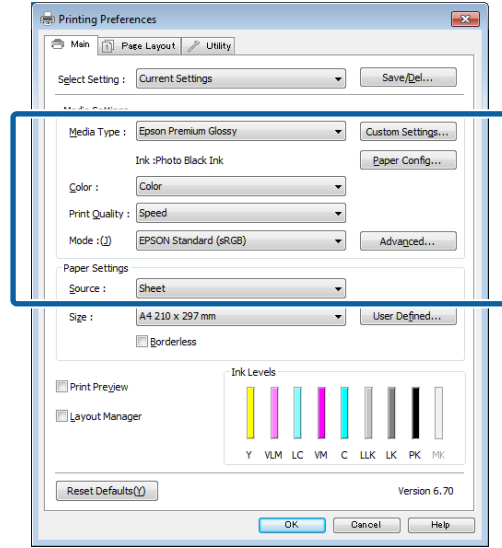 Printing Preferences
Main Page Layout Utility
Select Setting : Current Settings Save/Del...
Media Settings
Media Type : Epson Premium Glossy Custom Settings...
Ink :Photo Black Ink Paper Config...
Color : Color
Print Quality : Speed
Mode :(J) EPSON Standard (sRGB) Advanced...
Paper Settings
Source : Sheet
Size : A4 210 x 297 mm User Defined...
Borderless
Ink Levels
Print Preview
Layout Manager
Y VLM LC VM C LLK LK PK MK
Reset Defaults(Y) Version 6.70
OK Cancel Help